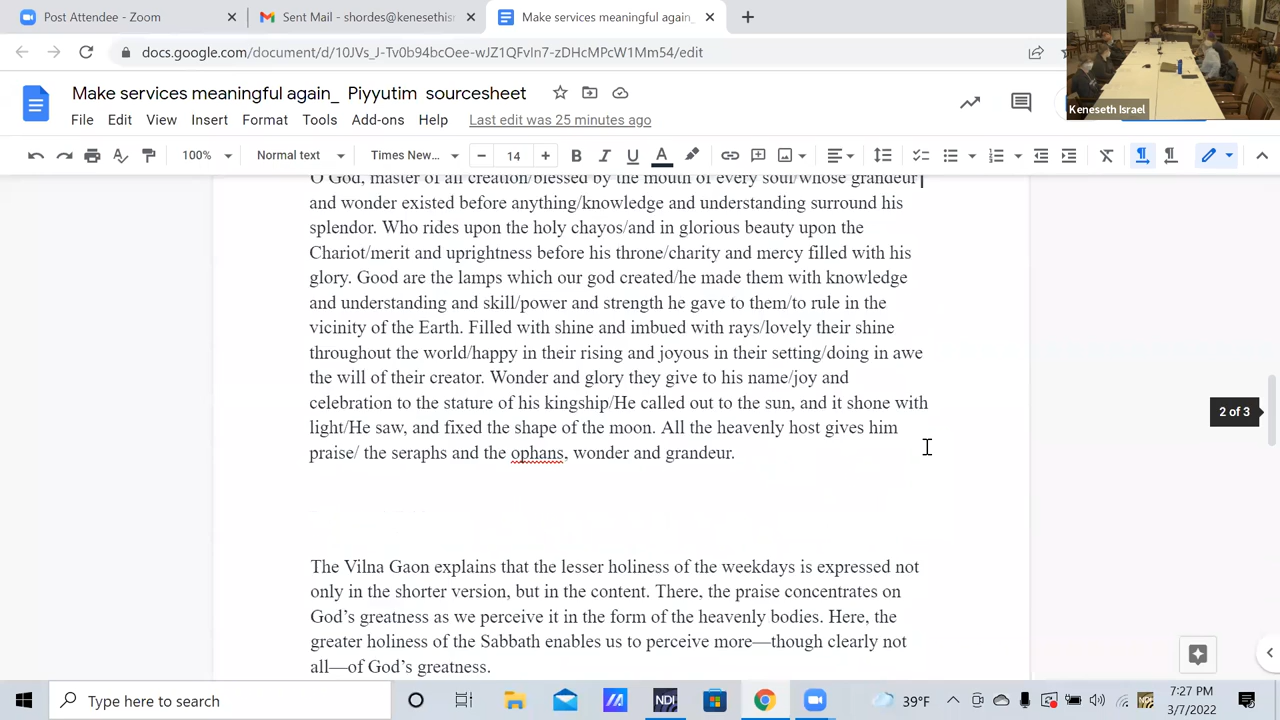 Post Attendee - Zoom
Sent Mail - shordes@kenesethis
Make services meaningful again_
docs.google.com/document/d/10JVs_J-Tv0b94bcOee-wJZ1QFvIn7-zDHcMPcW1Mm54/edit
Make services meaningful again_ Piyyutim sourcesheet
File Edit View Insert Format Tools Add-ons Help Last edit was 25 minutes ago
Keneseth Israel
100% Normal text Times New... 14
O God, master of all creation/blessed by the mouth of every soul/whose grandeur
and wonder existed before anything/knowledge and understanding surround his
splendor. Who rides upon the holy chayos/and in glorious beauty upon the
Chariot/merit and uprightness before his throne/charity and mercy filled with his
glory. Good are the lamps which our god created/he made them with knowledge
and understanding and skill/power and strength he gave to them/to rule in the
vicinity of the Earth. Filled with shine and imbued with rays/lovely their shine
throughout the world/happy in their rising and joyous in their setting/doing in awe
the will of their creator. Wonder and glory they give to his name/joy and
celebration to the stature of his kingship/He called out to the sun, and it shone with
light/He saw, and fixed the shape of the moon. All the heavenly host gives him
praise/ the seraphs and the ophans, wonder and grandeur.
2 of 3
The Vilna Gaon explains that the lesser holiness of the weekdays is expressed not
only in the shorter version, but in the content. There, the praise concentrates on
God's greatness as we perceive it in the form of the heavenly bodies. Here, the
greater holiness of the Sabbath enables us to perceive more—though clearly not
all—of God's greatness.
Type here to search
NDI
39°F
7:27 PM
3/7/2022